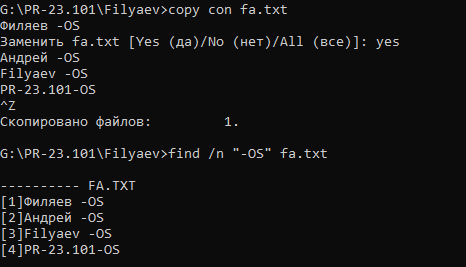 G:\PR-23.101\Filyaev>copy con fa.txt
Филяев -OS
Заменить fa.txt [Yes (да)/No (нет)/All (все)]: yes
Андрей -OS
Filyaev -OS
PR-23.101-OS
^Z
Скопировано файлов:         1.
G:\PR-23.101\Filyaev>find /n "-OS" fa.txt
---------- FA.TXT
[1]Филяев -OS
[2]Андрей -OS
[3]Filyaev -OS
[4]PR-23.101-OS